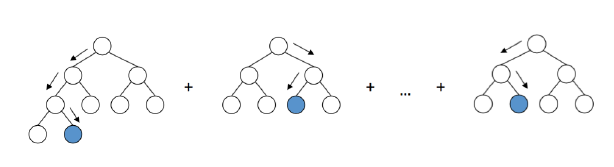 + + ... +